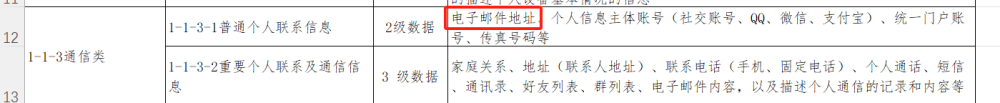 的描述个人设备基本情况的信息
12
1-1-3通信类
1-1-3-1普通个人联系信息
2级数据
电子邮件地址、个人信息主体账号（社交账号、QQ、微信、支付宝）、统一门户账
号、传真号码等
13
1-1-3-2重要个人联系及通信信
息
3 级数据
家庭关系、地址（联系人地址）、联系电话（手机、固定电话）、个人通话、短信
、通讯录、好友列表、群列表、电子邮件内容，以及描述个人通信的记录和内容等